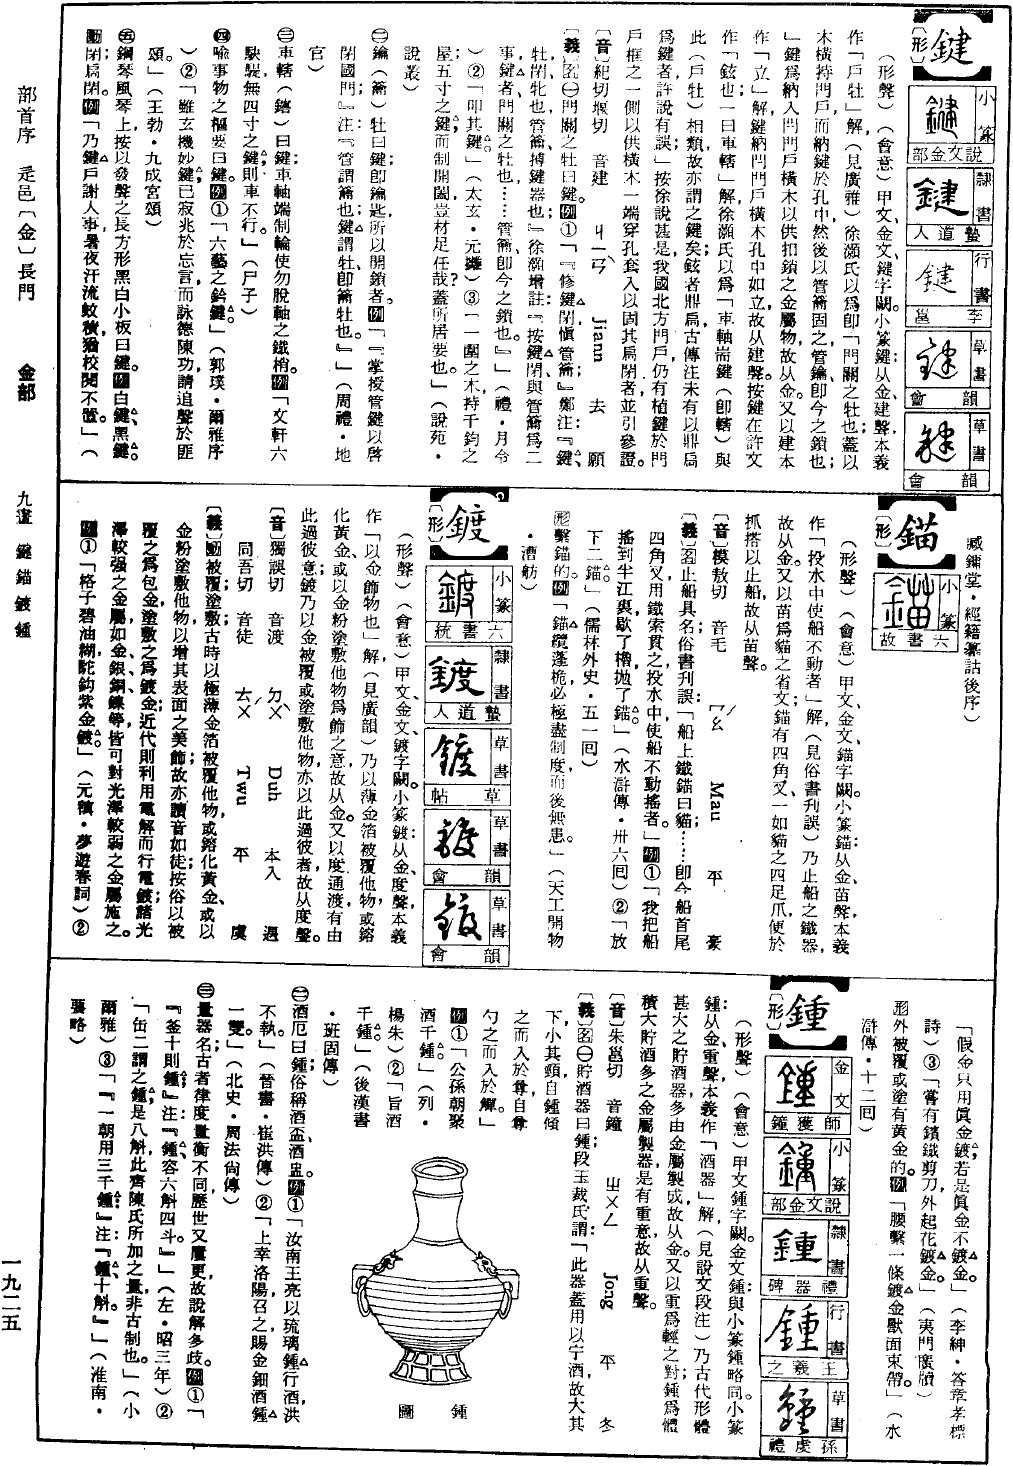 部首序 辵邑〔金〕長門 金部 九畫 鍵錨鍍鍾 一九二五
鍵
〔形〕
小篆 說文金部
隸書 蟄道人
行書 李邕
草書 韻會
草書 韻會
（形聲）（會意）甲文、金文、鍵字闕。小篆鍵：从金、建聲、本義
作「戶牡」解，（見廣雅）徐灝氏以爲即「門關之牡也，蓋以
木橫持門戶，而納鍵於孔中，然後以管籥固之，管鑰即今之鎖也；
」鍵爲納入門門戶橫木以供扣鎖之金屬物，故从金。又以建本
作「立」解，鍵納門門戶橫木孔中如立，故从建聲。按鍵在許文
作「鉉也，一曰車轄」解，徐灝氏以爲「車軸耑鍵（即轄）與
此（戶牡）相類，故亦謂之鍵矣；鉉者鼎扃，古傳注未有以鼎扃
爲鍵者，許說有誤」按徐說甚是，我國北方門戶仍有植鍵於門
戶框之一側，以供橫木一端穿孔套入以固其扃閉者，並引參證。
〔音〕紀切堰切 音建 ㄐㄧㄢˋ Jiann 去 願
〔義〕名㊀門關之牡曰鍵。例①「『修鍵閉，愼管籥』鄭注：『鍵、
牡，閉、牝也，管籥、搏鍵器也』徐灝增註：『按鍵、閉、與管籥爲二
事，鍵者門關之牡也……管籥、即今之鎖也。』」（禮・月令
）②「叩其鍵。」（太玄・元攡）③「一圍之木，持千鈞之
屋；五寸之鍵，而制開闔，豈材足任哉？蓋所居要也。」（說苑・
說叢）
㊁鑰（籥）牡曰鍵；即鑰匙，所以開鎖者。例「『掌授管鍵，以啓
閉國門』注：『管謂籥也，鍵謂牡，即籥牡也。』」（周禮・地
官）
㊂車轄（鎋）曰鍵；車軸端制輪使勿脫軸之鐵梢。例「文軒六
駃，騠無四寸之鍵，則車不行。」（尸子）
㊃喩事物之樞要曰鍵。例①「六藝之鈐鍵。」（郭璞・爾雅序
）②「雖玄機妙鍵，已寂兆於忘言；而詠德陳功，請追聲於匪
頌。」（王勃・九成宮頌）
㊄鋼琴、風琴上按以發聲之長方形黑白小板曰鍵。例白鍵、黑鍵。
動閉；扃閉。例「乃鍵戶謝人事，暑夜汗流，蚊橫，猶校閱不置。」（
臧鏞堂・經籍纂詁後序）
錨
〔形〕
小篆 六書故
（形聲）（會意）甲文、金文、錨字闕。小篆錨：从金、苗聲，本義
作「投水中使船不動者」解，（見俗書刊誤）乃止船之鐵器，
故从金。又以苗爲貓之省文，錨有四角叉，一如貓之四足爪便於
抓搭以止船，故从苗聲。
〔音〕模敖切 音毛 ㄇㄠˊ Mau 平 豪
〔義〕名止船具名。俗書刊誤：「船上鐵錨曰貓……即今船首尾
四角叉，用鐵索貫之，投水中使船不動搖者。」例①「我把船
搖到半江裏，歇了櫓，拋了錨。」（水滸傳・卅六回）②「放
下二錨。」（儒林外史・五一回）
形繫錨的。例「錨纜蓬桅，必極盡制度而後無患。」（天工開物
・漕舫）
鍍
〔形〕
小篆 六書統
隸書 蟄道人
草書 草帖
草書 韻會
草書 韻會
（形聲）（會意）甲文、金文、鍍字闕。小篆鍍：从金、度聲，本義
作「以金飾物也」解，（見廣韻）乃以薄金箔被覆他物，或鎔
化黃金、或以金粉塗敷他物爲飾之意，故从金。又以度通渡，有由
此過彼意，鍍乃以金被覆或塗敷他物，亦以此過彼者，故从度聲。
〔音〕獨誤切 音渡 ㄉㄨˋ Duh 本入 遇
同吾切 音徒 ㄊㄨˊ Twu 平 虞
〔義〕動被覆塗敷；古時以極薄金箔被覆他物，或鎔化黃金、或以
金粉塗敷他物，以增其表面之美飾，故亦讀音如徒；按俗以被
覆之爲包金，塗敷之爲鍍金；近代則利用電解而行電鍍，諸光
澤較强之金屬，如金、銀、銅、鎳等，皆可對光澤較弱之金屬施之。
例①「格子碧油糊，駝鈎紫金鍍。」（元稹・夢遊春詞）②
「假金只用眞金鍍；若是眞金不鍍金。」（李紳・答章孝標
詩）③「嘗有鑌鐵剪刀，外起花鍍金。」（夷門廣牘）
形外被覆或塗有黃金的。例「腰繫一條鍍金獸面束帶。」（水
滸傳・十二回）
鍾
〔形〕
金文 師獲鐘
小篆 說文金部
隸書 禮器碑
行書 王羲之
草書 孫虔禮
（形聲）（會意）甲文鍾字闕。金文鍾：與小篆鍾略同。小篆
鍾：从金、重聲，本義作「酒器」解，（見說文段注）乃古代形體
甚大之貯酒器，多由金屬製成，故从金。又以重爲輕之對；鍾爲體
積大貯酒多之金屬製器，是有重意，故从重聲。
〔音〕朱邕切 音鐘 ㄓㄨㄥ Jong 平 冬
〔義〕名㊀貯酒器曰鍾；段玉裁氏謂：「此器蓋用以宁酒，故大其
下、小其頸，自鍾傾
之而入於尊，自尊
勺之而入於觶。」
例①「公孫朝聚
酒千鍾。」（列・
楊朱）②「旨酒
千鍾。」（後漢書
・班固傳）
鍾圖
㊁酒卮曰鍾；俗稱酒盃、酒盅。例①「汝南王亮以琉璃鍾行酒，洪
不執。」（晉書・崔洪傳）②「上幸洛陽，召之，賜金鈿酒鍾
一雙。」（北史・周法尙傳）
㊂量器名；古者律度量衡不同，歷世又屢更，故說解多歧。例①「
『釜十則鍾』注：『鍾、容六斛四斗。』」（左・昭三年）②
「缶二謂之鍾；是八斛，此齊陳氏所加之量，非古制也。」（小
爾雅）③「『一朝用三千鍾』注：『鍾、十斛。』」（淮南・
要略）